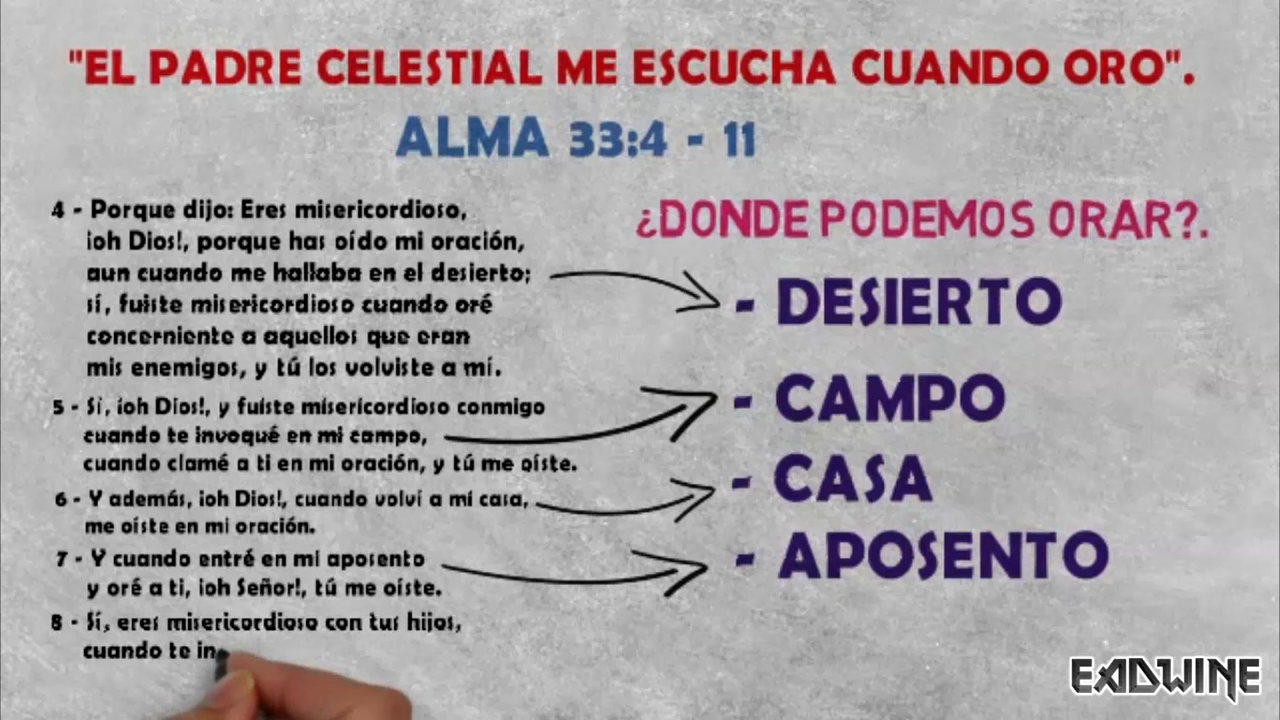 "EL PADRE CELESTIAL ME ESCUCHA CUANDO ORO".
ALMA 33:4 - 11
4 - Porque dijo: Eres misericordioso,
¡oh Dios!, porque has oído mi oración,
aun cuando me hallaba en el desierto;
sí, fuiste misericordioso cuando oré
concerniente a aquellos que eran
mis enemigos, y tú los volviste a mí.
5 - Sí, ¡oh Dios!, y fuiste misericordioso conmigo
cuando te invoqué en mi campo,
cuando clamé a ti en mi oración, y tú me oíste.
6 - Y además, ¡oh Dios!, cuando volví a mi casa,
me oíste en mi oración.
7 - Y cuando entré en mi aposento
y oré a ti, ¡oh Señor!, tú me oíste.
8 - Sí, eres misericordioso con tus hijos,
cuando te in
¿DONDE PODEMOS ORAR?.
- DESIERTO
- CAMPO
- CASA
- APOSENTO
EADWINE